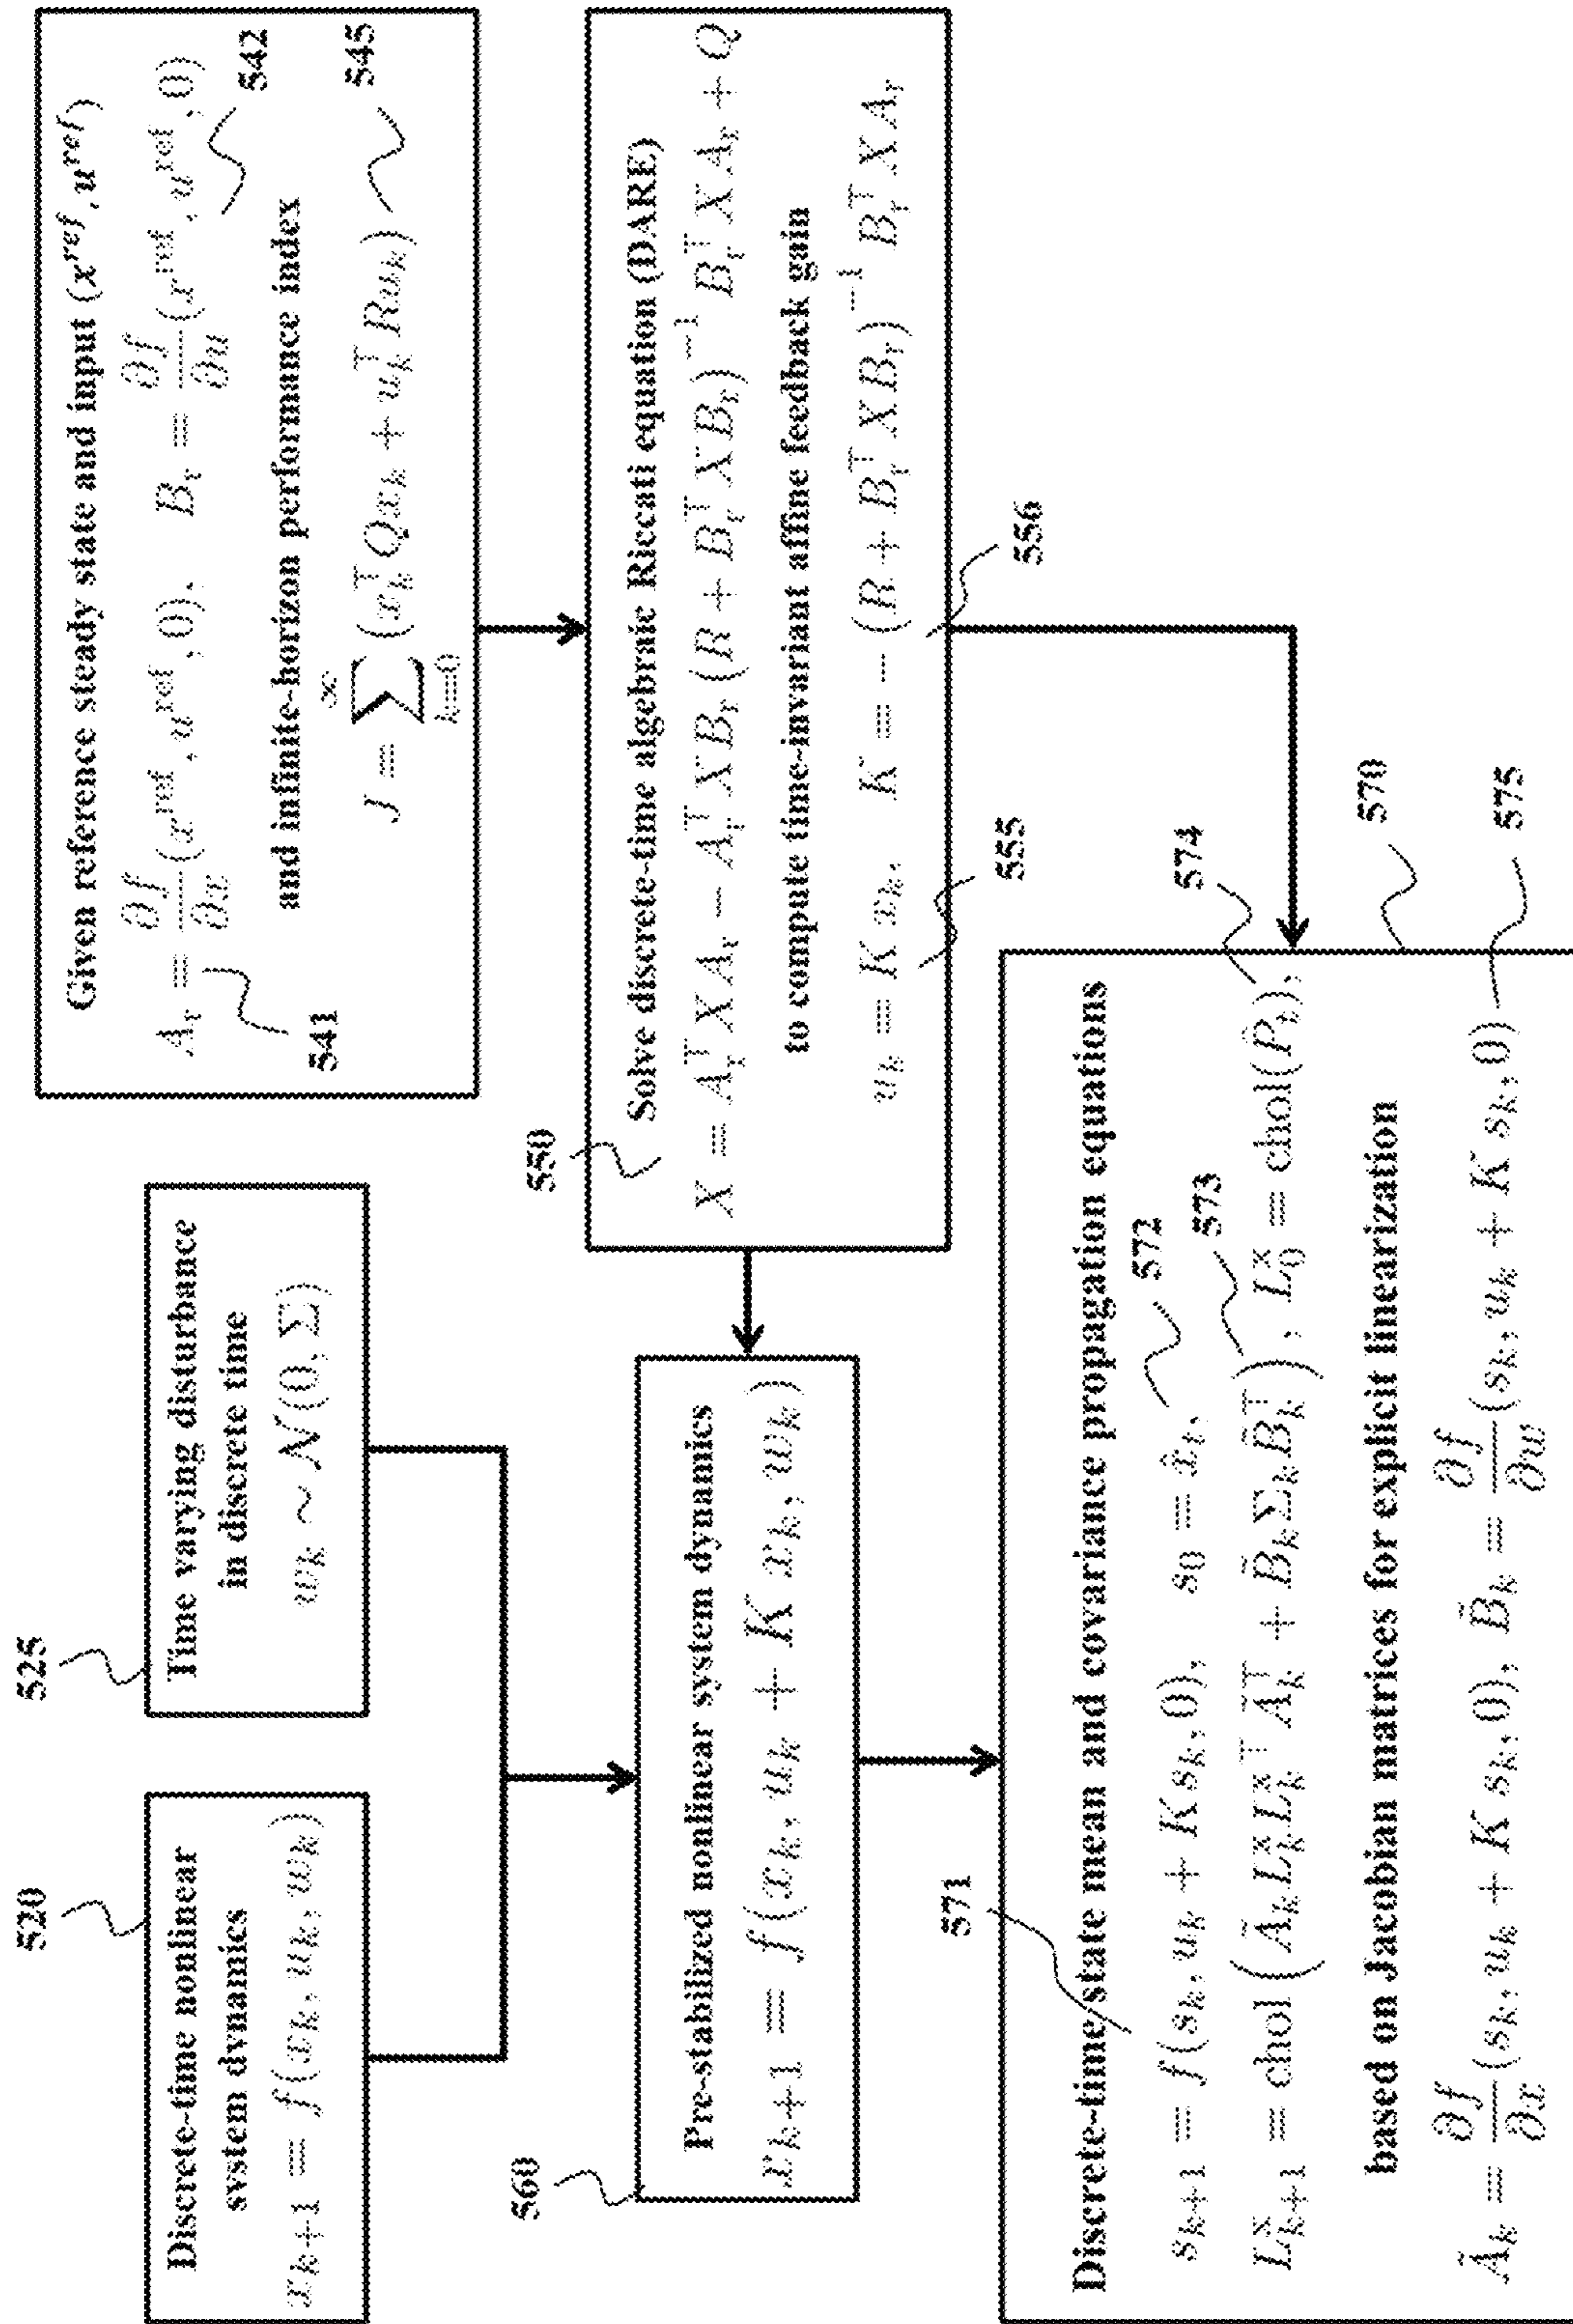 520
Discrete-time nonlinear
system dynamics
x_{k+1} = f(x_k, u_k, w_k)
525
Time varying disturbance
in discrete time
w_k ∼ N(0, Σ)
Given reference steady state and input (x^{ref}, u^{ref})
A_r = ∂f/∂x (x^{ref}, u^{ref}, 0), B_r = ∂f/∂u (x^{ref}, u^{ref}, 0)
541
542
and infinite-horizon performance index
J = ∑_{k=0}^{∞} (x_k^⊤ Q x_k + u_k^⊤ R u_k)
545
550
Solve discrete-time algebraic Riccati equation (DARE)
X = A_r^⊤ X A_r − A_r^⊤ X B_r (R + B_r^⊤ X B_r)^{−1} B_r^⊤ X A_r + Q
to compute time-invariant affine feedback gain
u_k = K x_k, K = − (R + B_r^⊤ X B_r)^{−1} B_r^⊤ X A_r
555
556
560
Pre-stabilized nonlinear system dynamics
x_{k+1} = f(x_k, u_k + K x_k, w_k)
570
571
Discrete-time state mean and covariance propagation equations
572
s_{k+1} = f(s_k, u_k + K s_k, 0), s_0 = x̂_t,
573
574
L^x_{k+1} = chol (Ã_k L^x_k L^x_k^⊤ Ã_k^⊤ + B̃_k Σ_k B̃_k^⊤), L^x_0 = chol(P̂_t),
based on Jacobian matrices for explicit linearization
Ã_k = ∂f/∂x (s_k, u_k + K s_k, 0), B̃_k = ∂f/∂w (s_k, u_k + K s_k, 0)
575